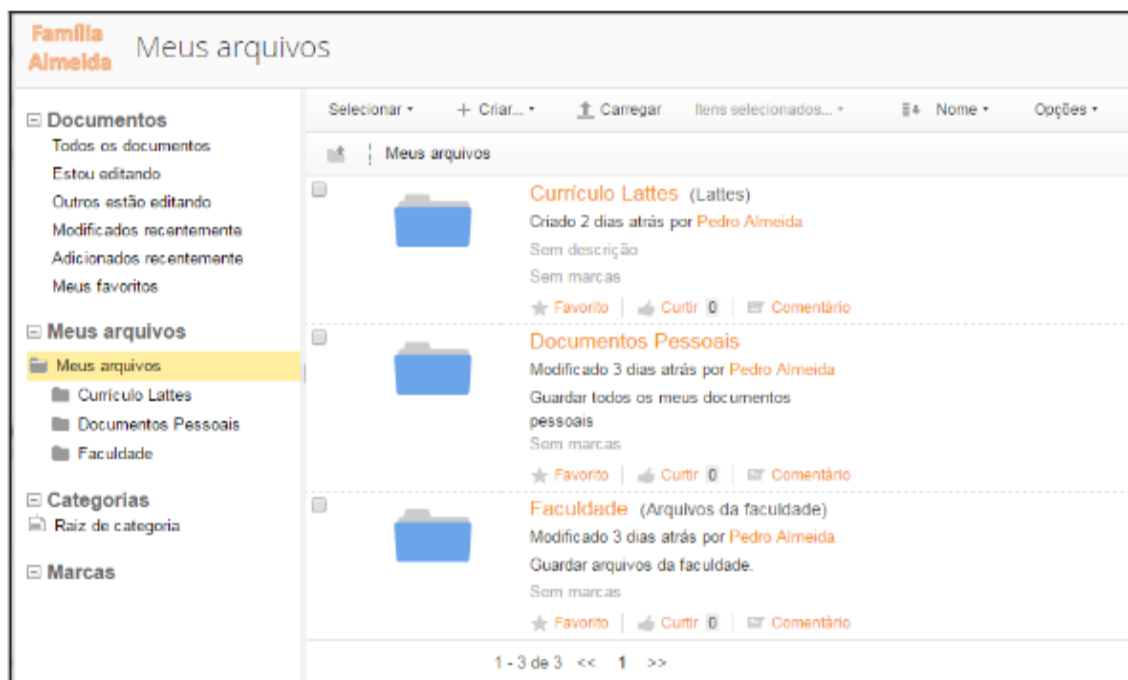 Família
Almeida
Meus arquivos
Documentos
Todos os documentos
Estou editando
Outros estão editando
Modificados recentemente
Adicionados recentemente
Meus favoritos
Meus arquivos
Meus arquivos
Currículo Lattes
Documentos Pessoais
Faculdade
Categorias
Raiz de categoria
Marcas
Selecionar + Criar... Carregar Itens selecionados... Nome Opções
Meus arquivos
Currículo Lattes (Lattes)
Criado 2 dias atrás por Pedro Almeida
Sem descrição
Sem marcas
Favorito Curtir 0 Comentário
Documentos Pessoais
Modificado 3 dias atrás por Pedro Almeida
Guardar todos os meus documentos
pessoais
Sem marcas
Favorito Curtir 0 Comentário
Faculdade (Arquivos da faculdade)
Modificado 3 dias atrás por Pedro Almeida
Guardar arquivos da faculdade.
Sem marcas
Favorito Curtir 0 Comentário
1 - 3 de 3 << 1 >>